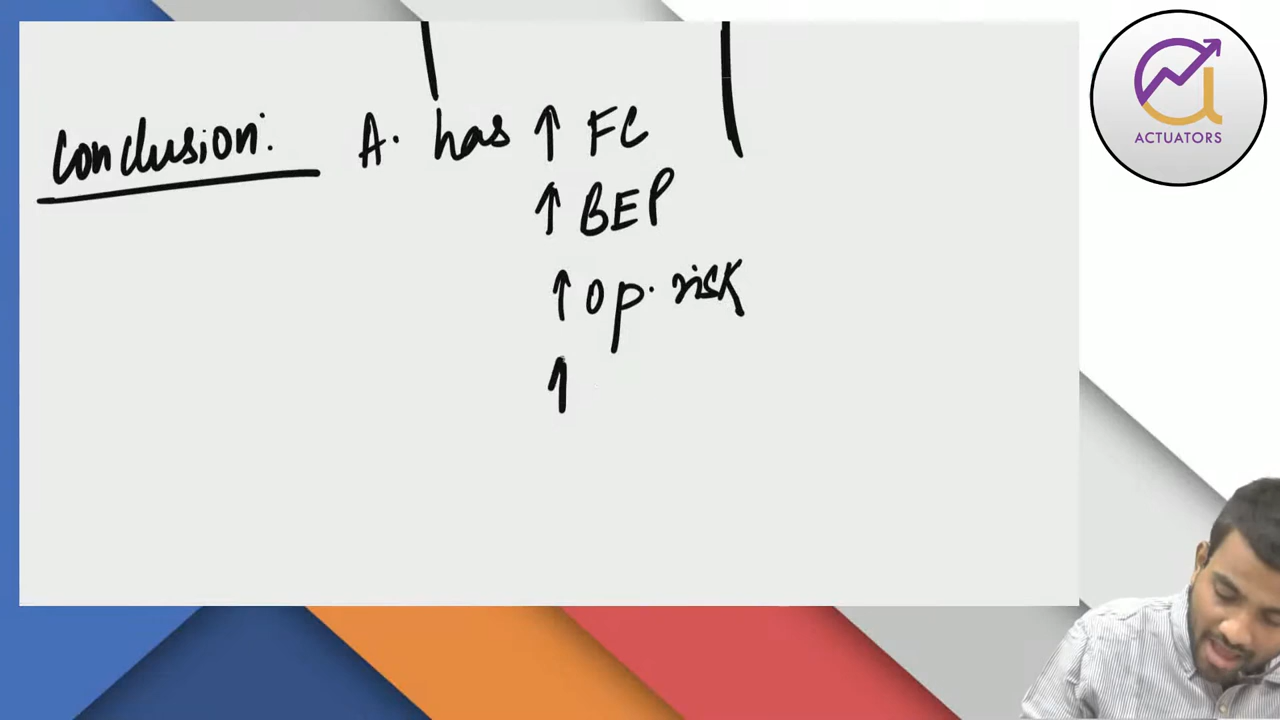 Conclusion: A. has ↑ FC
↑ BEP
↑ op. risk
↑
ACTUATORS